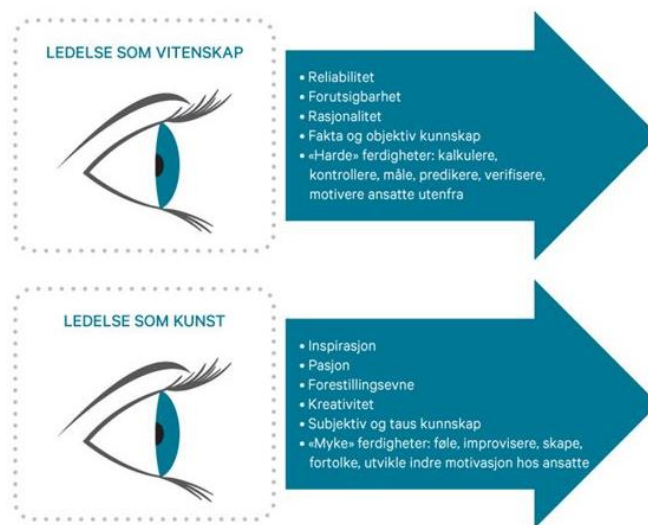 LEDELSE SOM VITENSKAP
• Reliabilitet
• Forutsigbarhet
• Rasjonalitet
• Fakta og objektiv kunnskap
• «Harde» ferdigheter: kalkulere,
kontrollere, måle, predikere, verifisere,
motivere ansatte utenfra
LEDELSE SOM KUNST
• Inspirasjon
• Pasjon
• Forestillingsevne
• Kreativitet
• Subjektiv og taus kunnskap
• «Myke» ferdigheter: føle, improvisere, skape,
fortolke, utvikle indre motivasjon hos ansatte